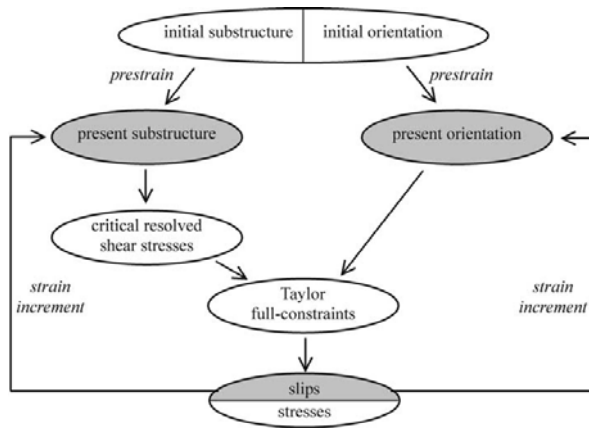 initial substructure
initial orientation
prestrain
prestrain
present substructure
present orientation
critical resolved
shear stresses
strain
increment
Taylor
full-constraints
strain
increment
slips
stresses